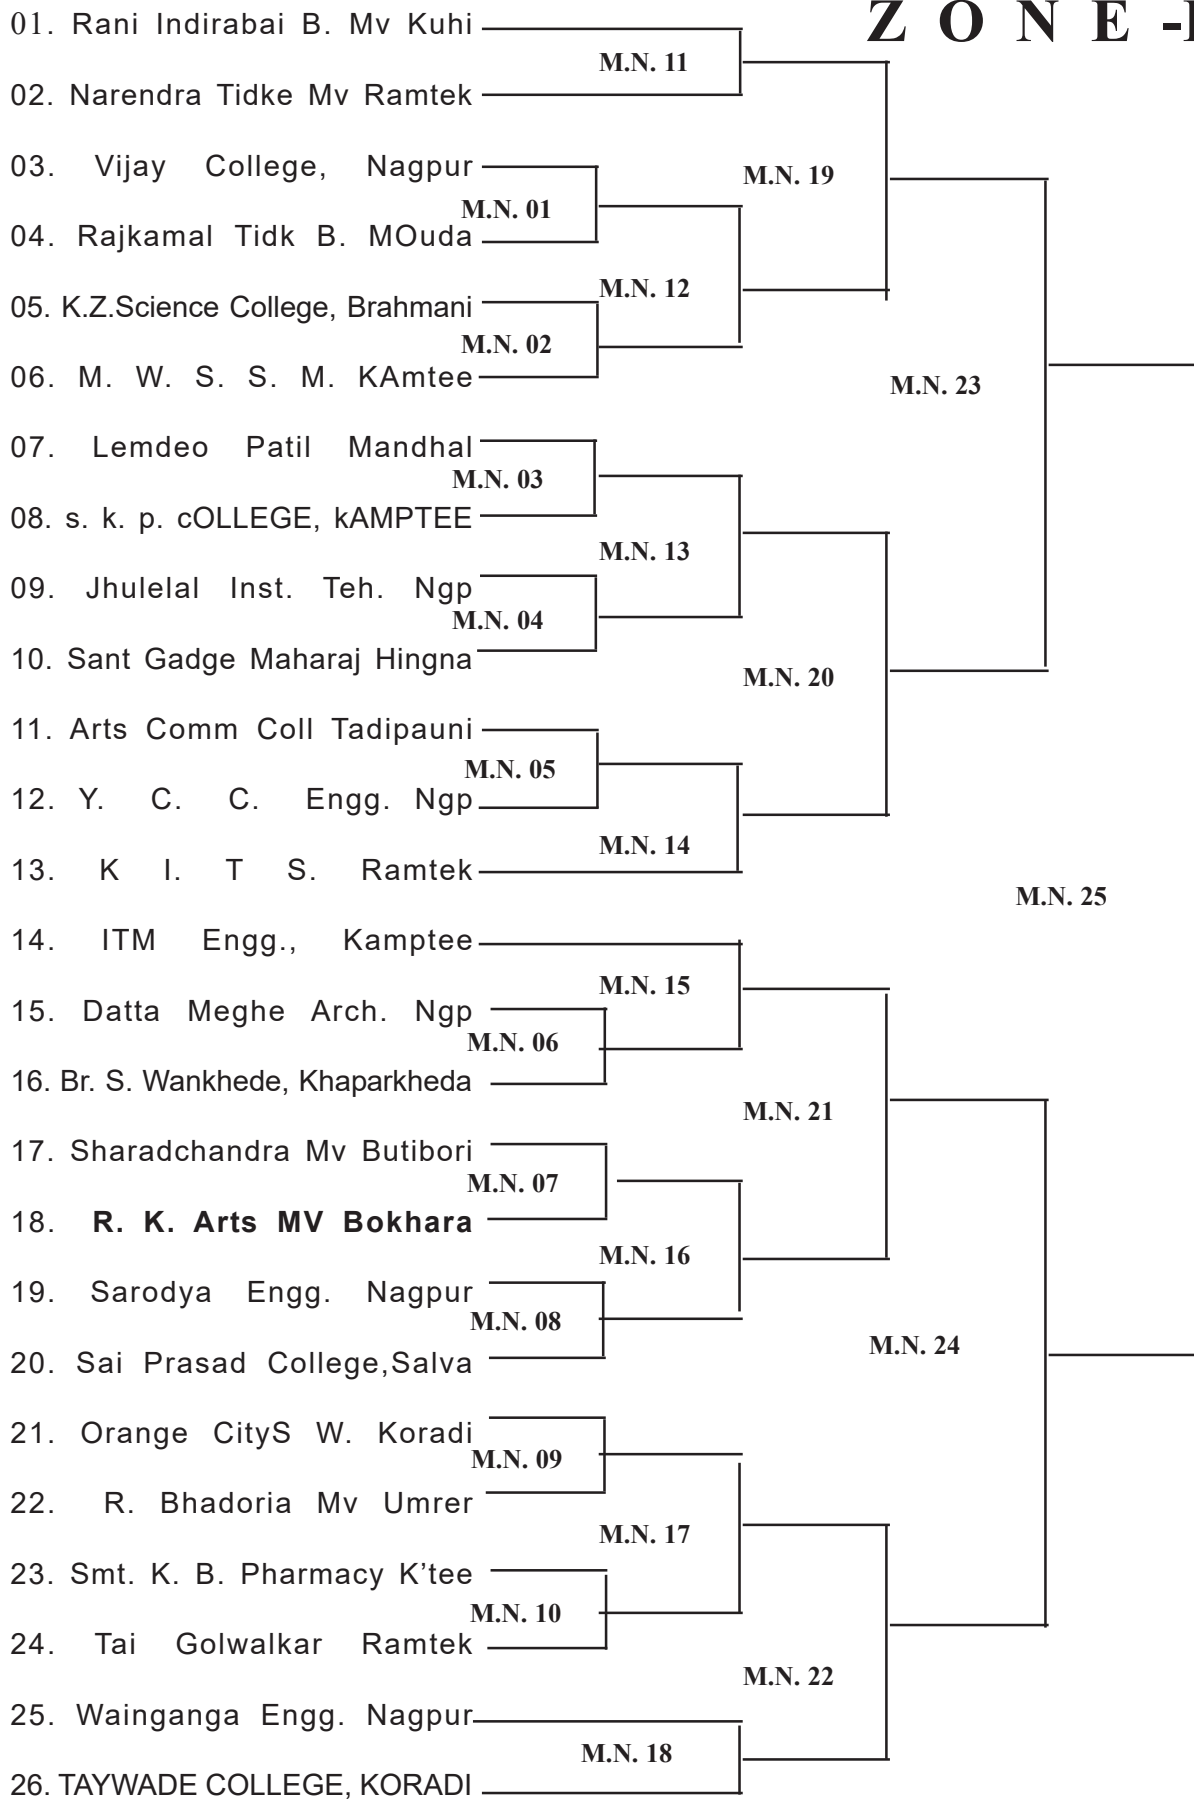 Z O N E -I
01. Rani Indirabai B. Mv Kuhi
M.N. 11
02. Narendra Tidke Mv Ramtek
03. Vijay College, Nagpur
M.N. 19
M.N. 01
04. Rajkamal Tidk B. MOuda
M.N. 12
05. K.Z.Science College, Brahmani
M.N. 02
06. M. W. S. S. M. KAmtee
M.N. 23
07. Lemdeo Patil Mandhal
M.N. 03
08. s. k. p. cOLLEGE, kAMPTEE
M.N. 13
09. Jhulelal Inst. Teh. Ngp
M.N. 04
10. Sant Gadge Maharaj Hingna
M.N. 20
11. Arts Comm Coll Tadipauni
M.N. 05
12. Y. C. C. Engg. Ngp
M.N. 14
13. K I. T S. Ramtek
M.N. 25
14. ITM Engg., Kamptee
M.N. 15
15. Datta Meghe Arch. Ngp
M.N. 06
16. Br. S. Wankhede, Khaparkheda
M.N. 21
17. Sharadchandra Mv Butibori
M.N. 07
18. R. K. Arts MV Bokhara
M.N. 16
19. Sarodya Engg. Nagpur
M.N. 08
M.N. 24
20. Sai Prasad College,Salva
21. Orange CityS W. Koradi
M.N. 09
22. R. Bhadoria Mv Umrer
M.N. 17
23. Smt. K. B. Pharmacy K’tee
M.N. 10
24. Tai Golwalkar Ramtek
M.N. 22
25. Wainganga Engg. Nagpur
M.N. 18
26. TAYWADE COLLEGE, KORADI